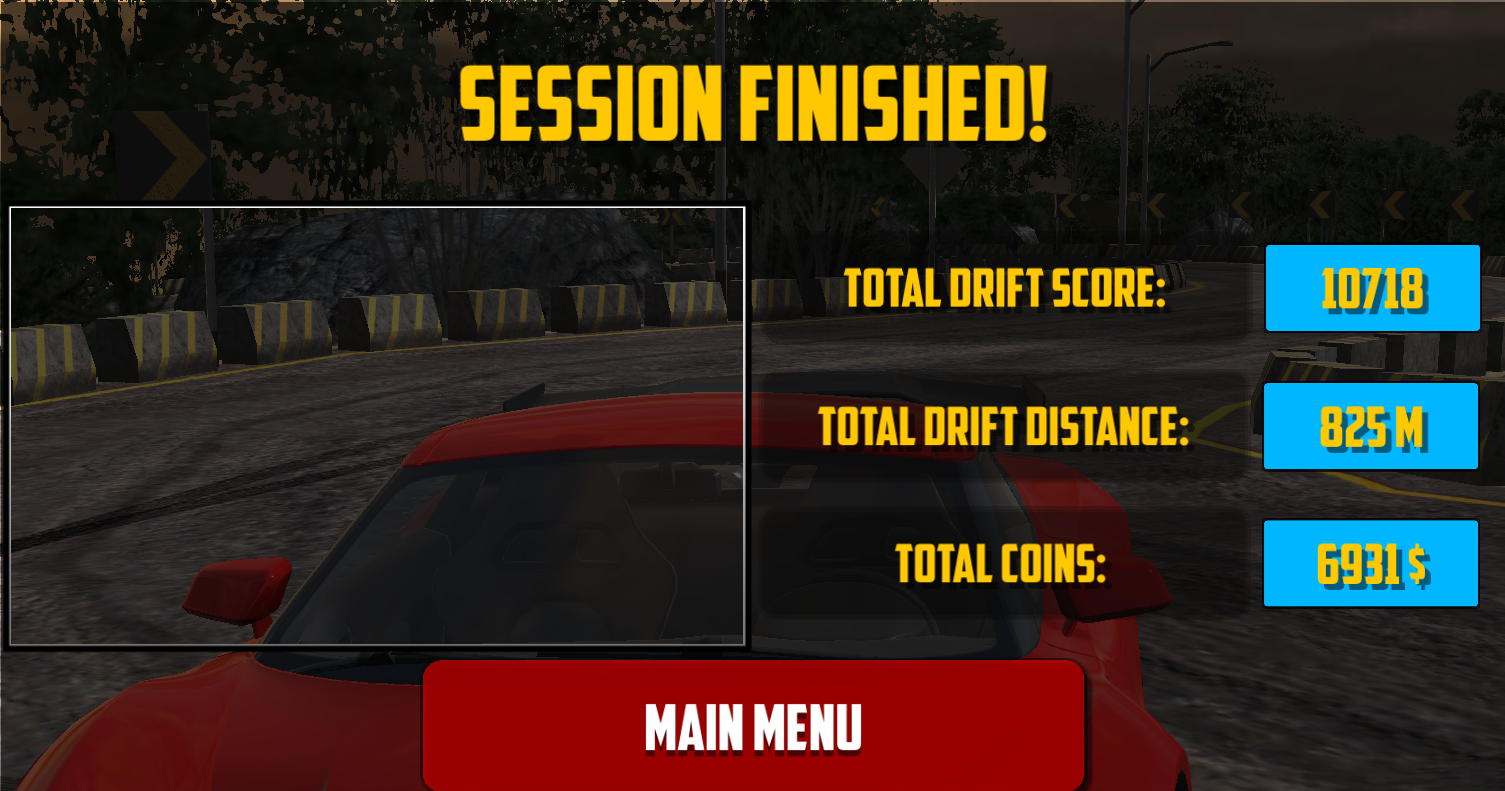 SESSION FINISHED!
TOTAL DRIFT SCORE: 10718
TOTAL DRIFT DISTANCE: 825 M
TOTAL COINS: 6931 $
MAIN MENU